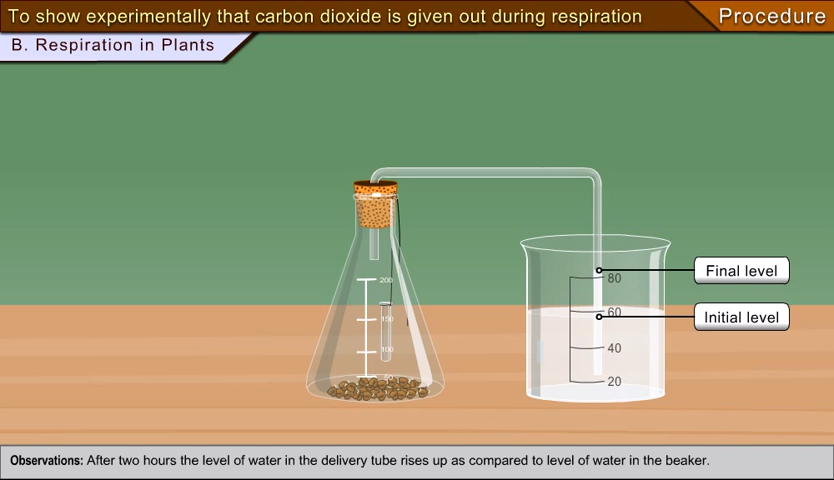 To show experimentally that carbon dioxide is given out during respiration
Procedure
B. Respiration in Plants
200
150
100
50
80
60
40
20
Final level
Initial level
Observations: After two hours the level of water in the delivery tube rises up as compared to level of water in the beaker.